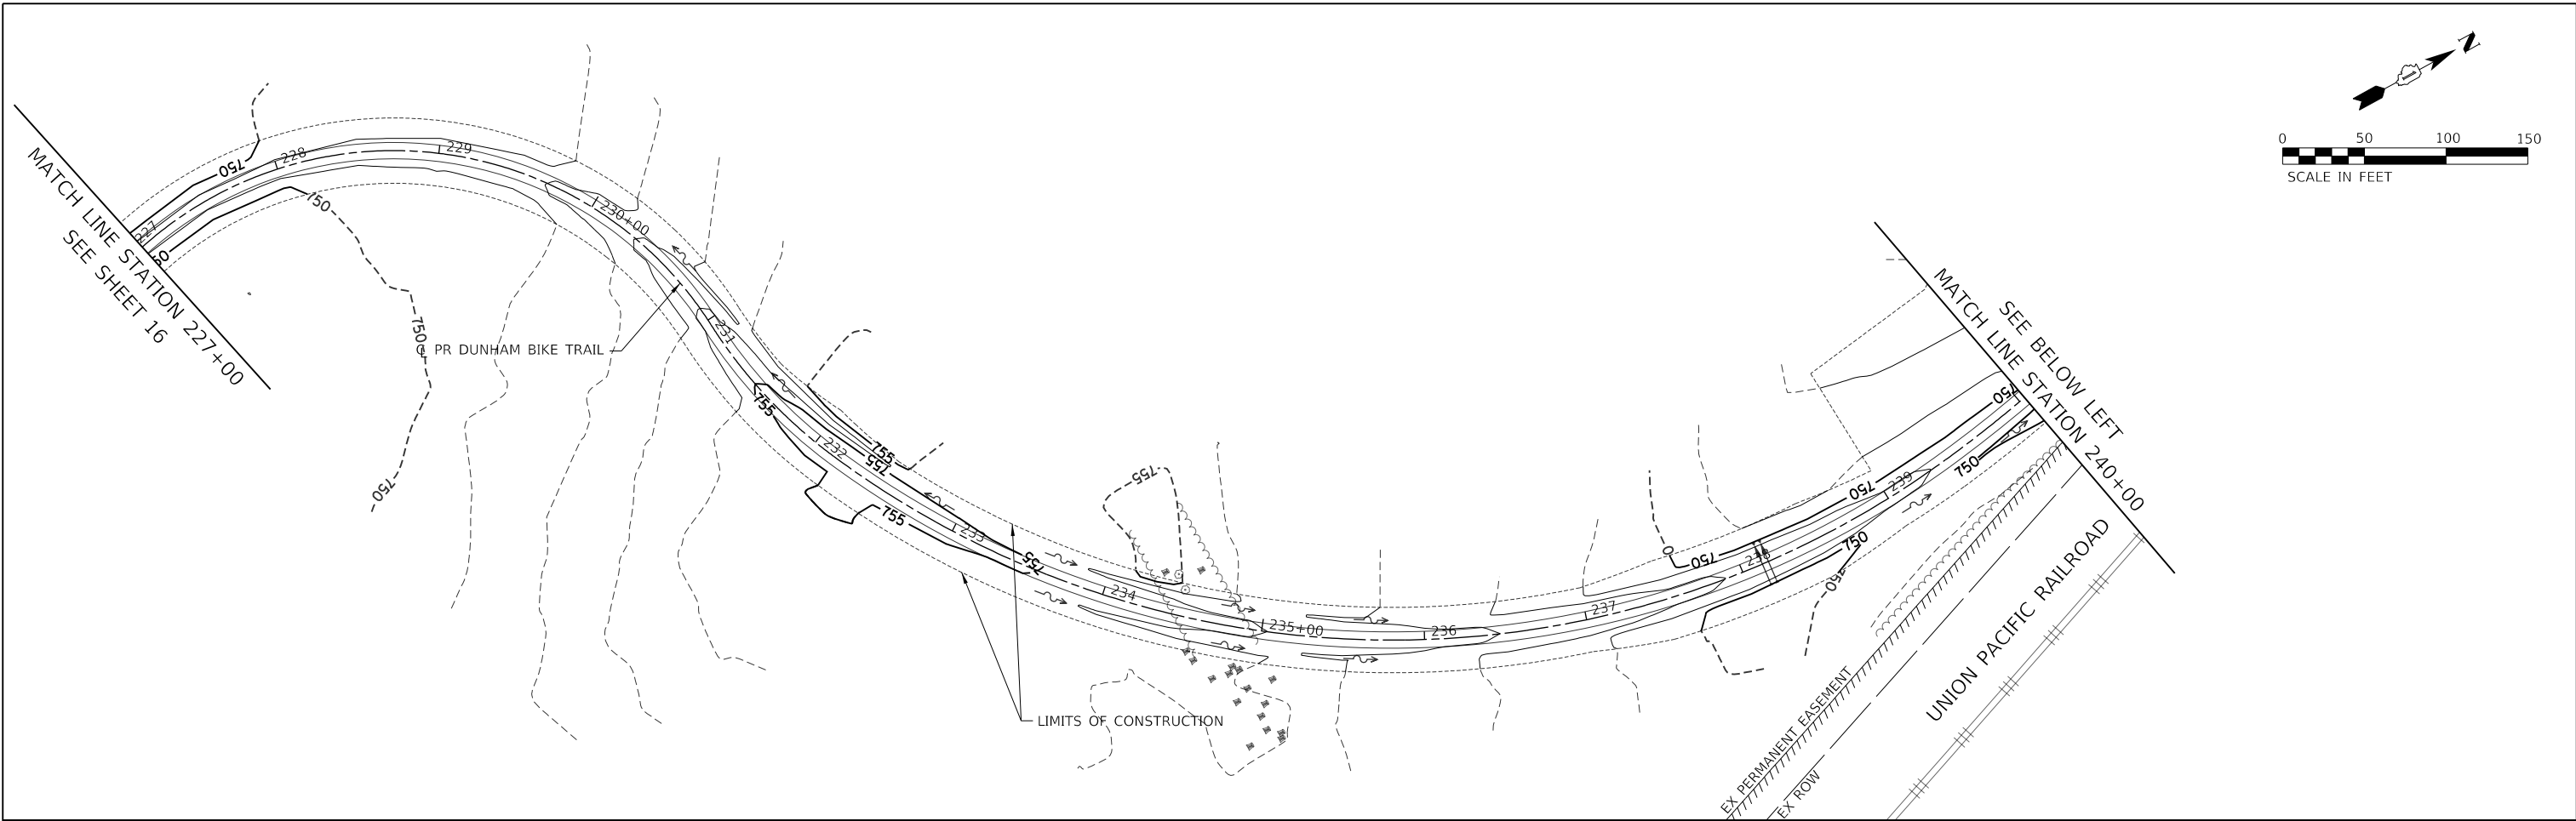 N
0 50 100 150
SCALE IN FEET
MATCH LINE STATION 227+00
SEE SHEET 16
227
228
229
230+00
231
232
233
234
235+00
236
237
238
239
750
750
750
750
755
755
755
755
755
755
750
750
750
750
750
℄ PR DUNHAM BIKE TRAIL
LIMITS OF CONSTRUCTION
SEE BELOW LEFT
MATCH LINE STATION 240+00
UNION PACIFIC RAILROAD
EX PERMANENT EASEMENT
EX ROW